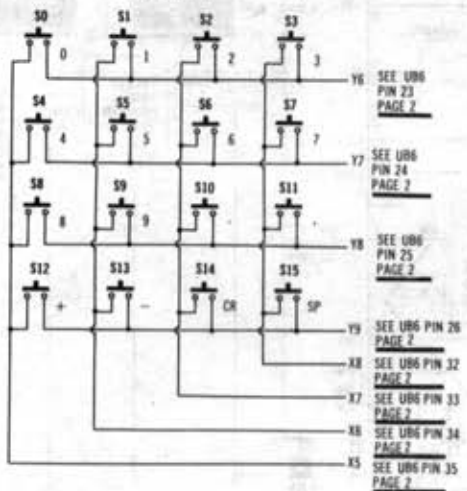 S0 S1 S2 S3
0 1 2 3
Y6 SEE UB6
PIN 23
PAGE 2
S4 S5 S6 S7
4 5 6 7
Y7 SEE UB6
PIN 24
PAGE 2
S8 S9 S10 S11
8 9
Y8 SEE UB6
PIN 25
PAGE 2
S12 S13 S14 S15
+ - CR SP
Y9 SEE UB6 PIN 26
PAGE 2
X8 SEE UB6 PIN 32
PAGE 2
X7 SEE UB6 PIN 33
PAGE 2
X6 SEE UB6 PIN 34
PAGE 2
X5 SEE UB6 PIN 35
PAGE 2